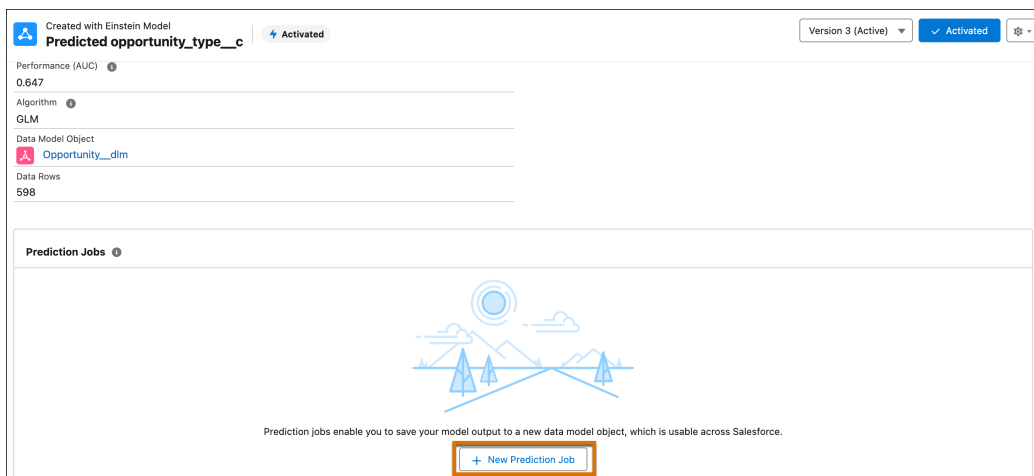 Created with Einstein Model
Predicted opportunity_type__c
Activated
Version 3 (Active)
Activated
Performance (AUC)
0.647
Algorithm
GLM
Data Model Object
Opportunity__dlm
Data Rows
598
Prediction Jobs
Prediction jobs enable you to save your model output to a new data model object, which is usable across Salesforce.
+ New Prediction Job